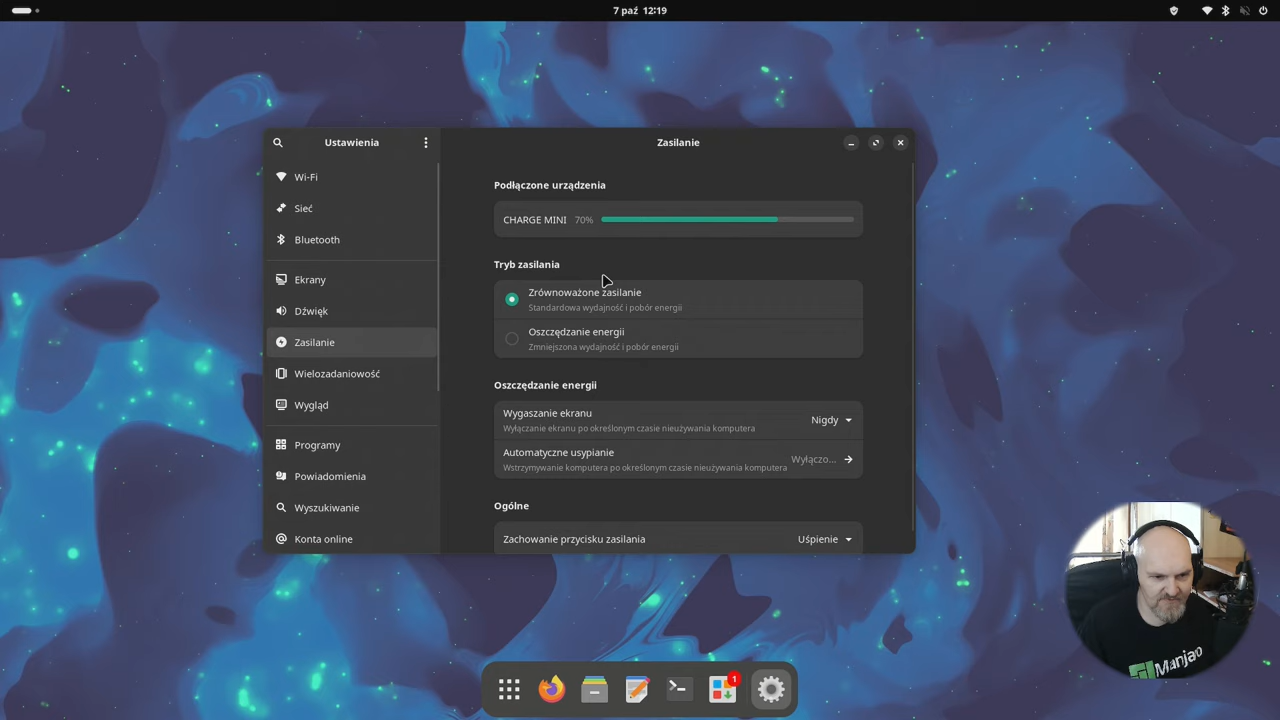 7 paź 12:19
Ustawienia
Zasilanie
Wi-Fi
Sieć
Bluetooth
Ekrany
Dźwięk
Zasilanie
Wielozadaniowość
Wygląd
Programy
Powiadomienia
Wyszukiwanie
Konta online
Podłączone urządzenia
CHARGE MINI 70%
Tryb zasilania
Zrównoważone zasilanie
Standardowa wydajność i pobór energii
Oszczędzanie energii
Zmniejszona wydajność i pobór energii
Oszczędzanie energii
Wygaszanie ekranu
Nigdy
Wyłączanie ekranu po określonym czasie nieużywania komputera
Automatyczne usypianie
Wyłączo...
Wstrzymywanie komputera po określonym czasie nieużywania komputera
Ogólne
Zachowanie przycisku zasilania
Uśpienie
1
Manjaro